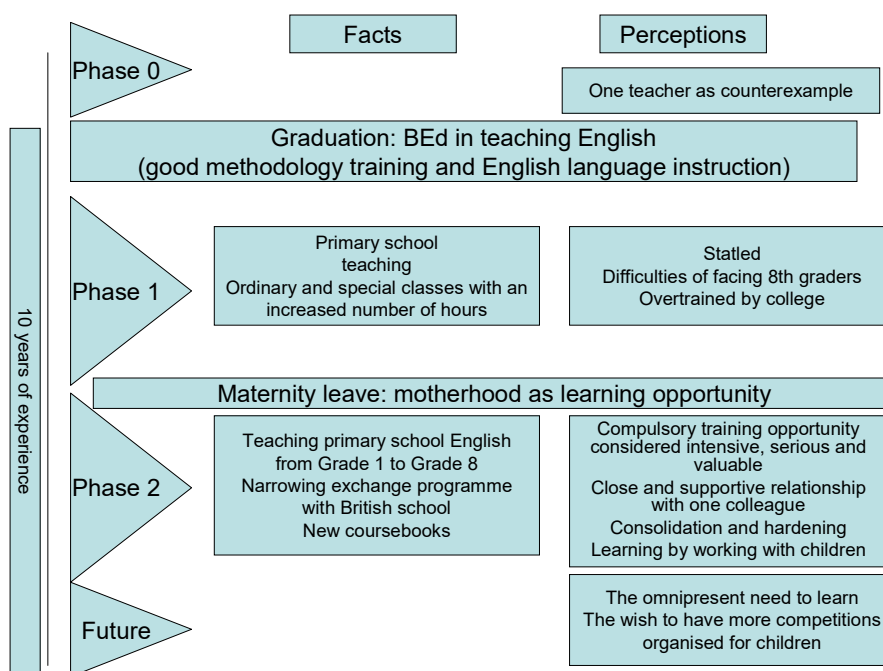 Facts
Perceptions
Phase 0
One teacher as counterexample
Graduation: BEd in teaching English
(good methodology training and English language instruction)
10 years of experience
Phase 1
Primary school
teaching
Ordinary and special classes with an
increased number of hours
Statled
Difficulties of facing 8th graders
Overtrained by college
Maternity leave: motherhood as learning opportunity
Phase 2
Teaching primary school English
from Grade 1 to Grade 8
Narrowing exchange programme
with British school
New coursebooks
Compulsory training opportunity
considered intensive, serious and
valuable
Close and supportive relationship
with one colleague
Consolidation and hardening
Learning by working with children
Future
The omnipresent need to learn
The wish to have more competitions
organised for children